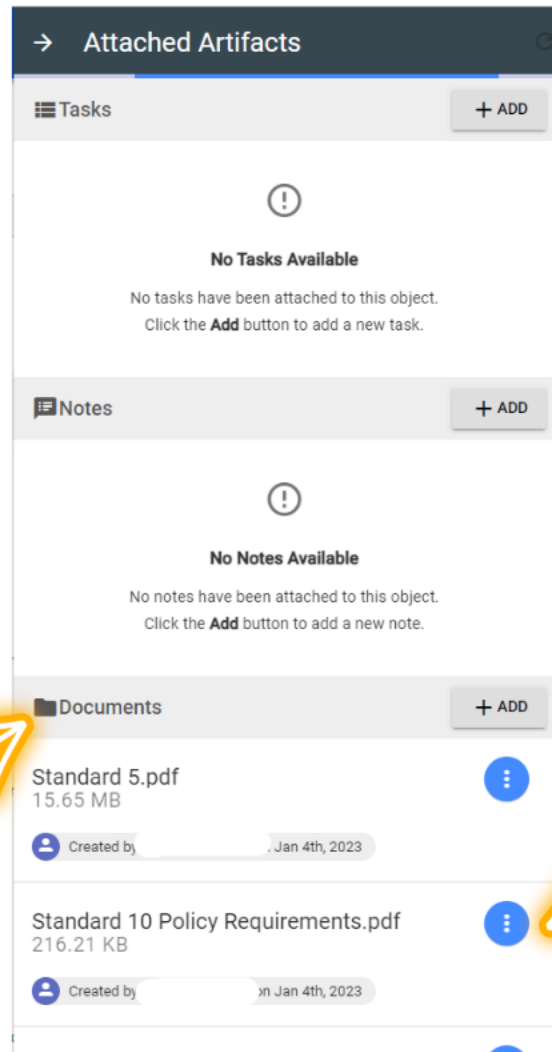 Attached Artifacts
Tasks
+ ADD
No Tasks Available
No tasks have been attached to this object.
Click the Add button to add a new task.
Notes
+ ADD
No Notes Available
No notes have been attached to this object.
Click the Add button to add a new note.
Documents
+ ADD
Standard 5.pdf
15.65 MB
Created by Jan 4th, 2023
Standard 10 Policy Requirements.pdf
216.21 KB
Created by on Jan 4th, 2023